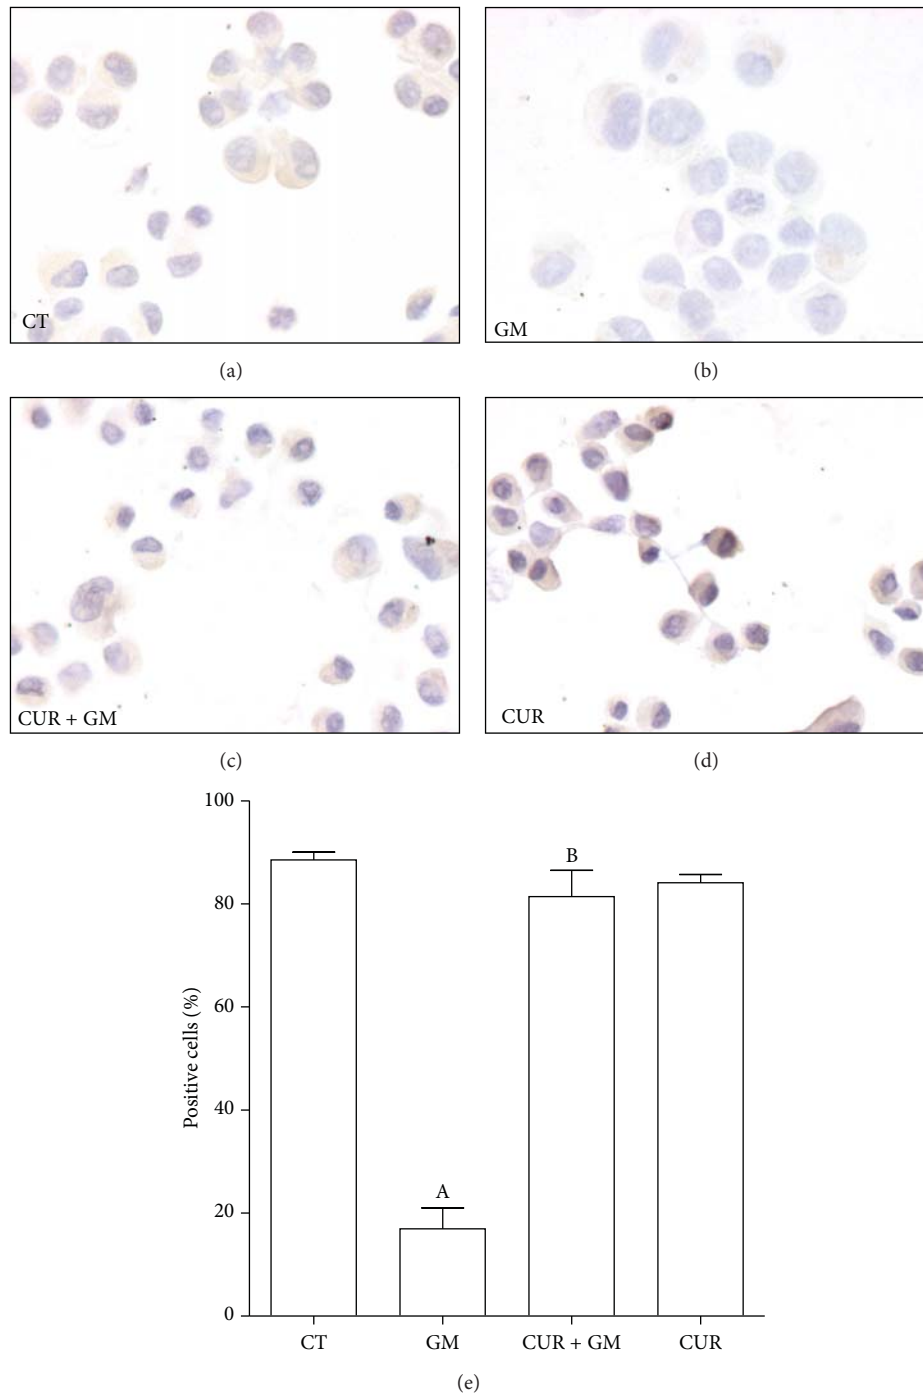 CT
(a)
GM
(b)
CUR + GM
(c)
CUR
(d)
100
80
60
40
20
0
Positive cells (%)
A
B
CT
GM
CUR + GM
CUR
(e)